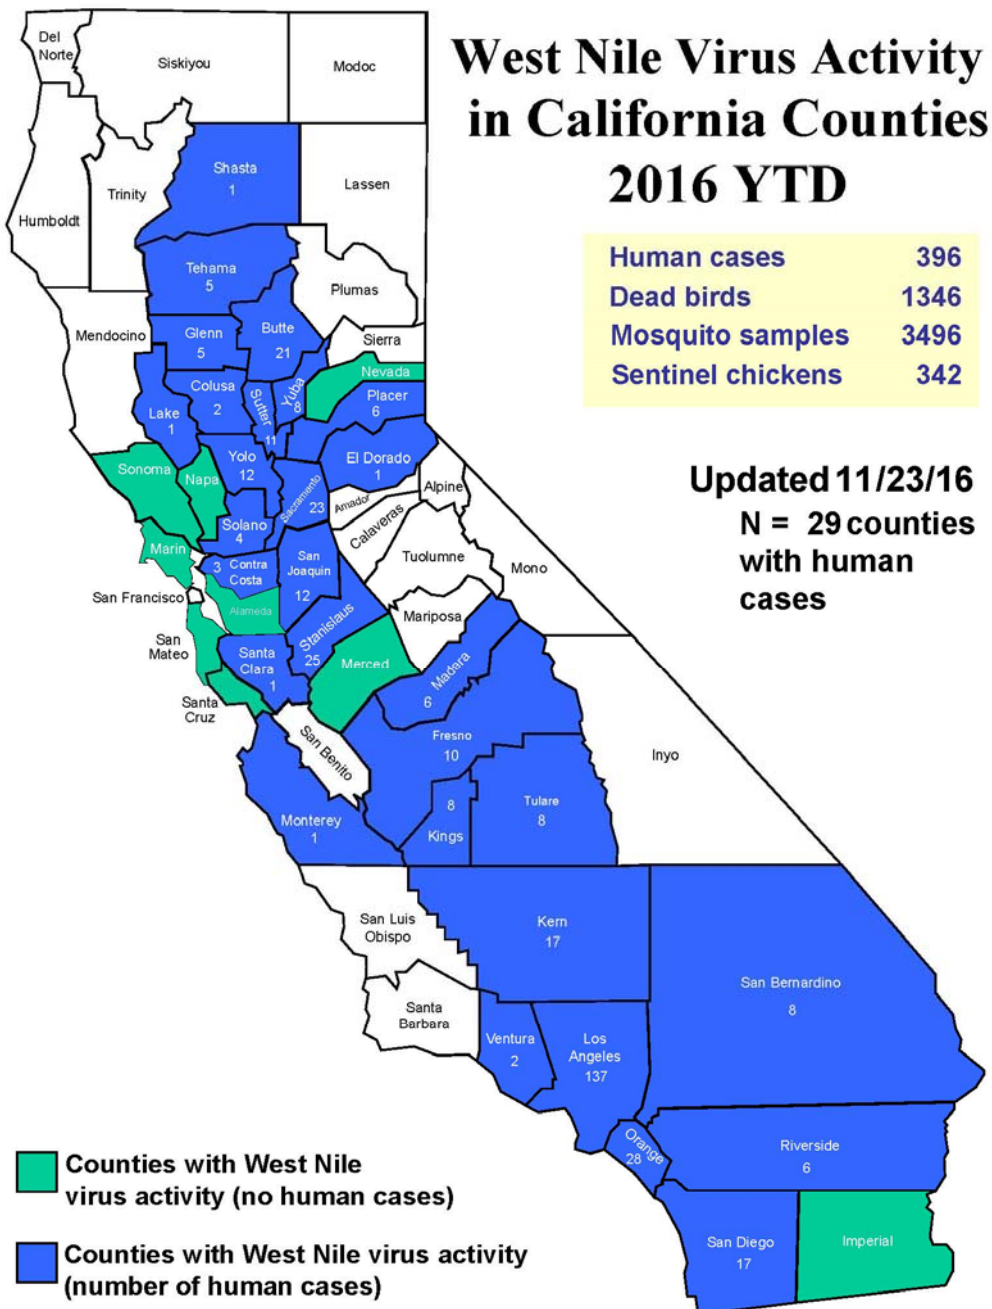 West Nile Virus Activity
in California Counties
2016 YTD
Human cases 396
Dead birds 1346
Mosquito samples 3496
Sentinel chickens 342
Updated 11/23/16
N = 29 counties
with human
cases
Del
Norte
Siskiyou
Modoc
Shasta
1
Trinity
Lassen
Humboldt
Tehama
5
Plumas
Mendocino
Glenn
5
Butte
21
Sierra
Nevada
Colusa
2
Sutter
11
Yuba
8
Placer
6
Lake
1
Sonoma
Napa
Yolo
12
El Dorado
1
Sacramento
23
Amador
Alpine
Calaveras
Solano
4
Marin
3 Contra
Costa
San
Joaquin
12
Tuolumne
Mono
San Francisco
Alameda
Stanislaus
25
Mariposa
San
Mateo
Santa
Clara
1
Merced
Madera
6
Santa
Cruz
San Benito
Fresno
10
Inyo
Monterey
1
8
Kings
Tulare
8
San Luis
Obispo
Kern
17
San Bernardino
8
Santa
Barbara
Ventura
2
Los
Angeles
137
Orange
28
Riverside
6
San Diego
17
Imperial
Counties with West Nile
virus activity (no human cases)
Counties with West Nile virus activity
(number of human cases)